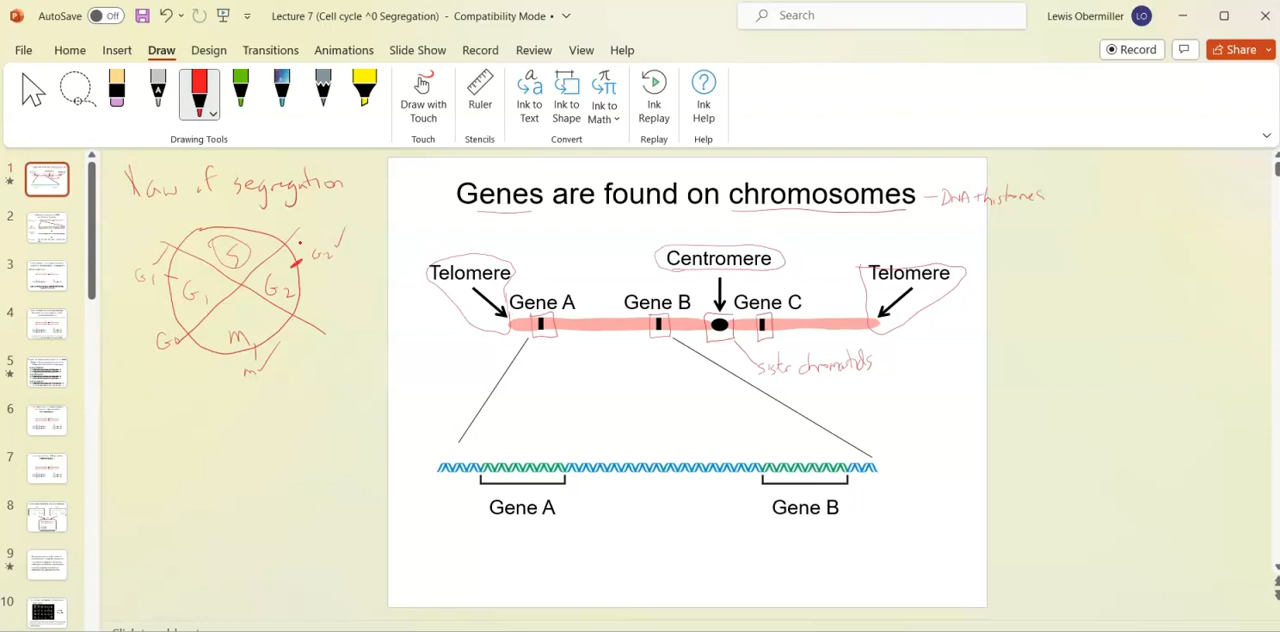 AutoSave Off Lecture 7 (Cell cycle ^0 Segregation) - Compatibility Mode Search Lewis Obermiller LO
File Home Insert Draw Design Transitions Animations Slide Show Record Review View Help Record Share
Draw with Touch Ruler Ink to Text Ink to Shape Ink to Math Ink Replay Ink Help
Drawing Tools Touch Stencils Convert Replay Help
1
2
3
4
5
6
7
8
9
10
Law of segregation
S
G1 G1 G2 G2
G0 M
m
Genes are found on chromosomes - DNA + histones
Centromere
Telomere Telomere
Gene A Gene B Gene C
sister chromatids
Gene A Gene B